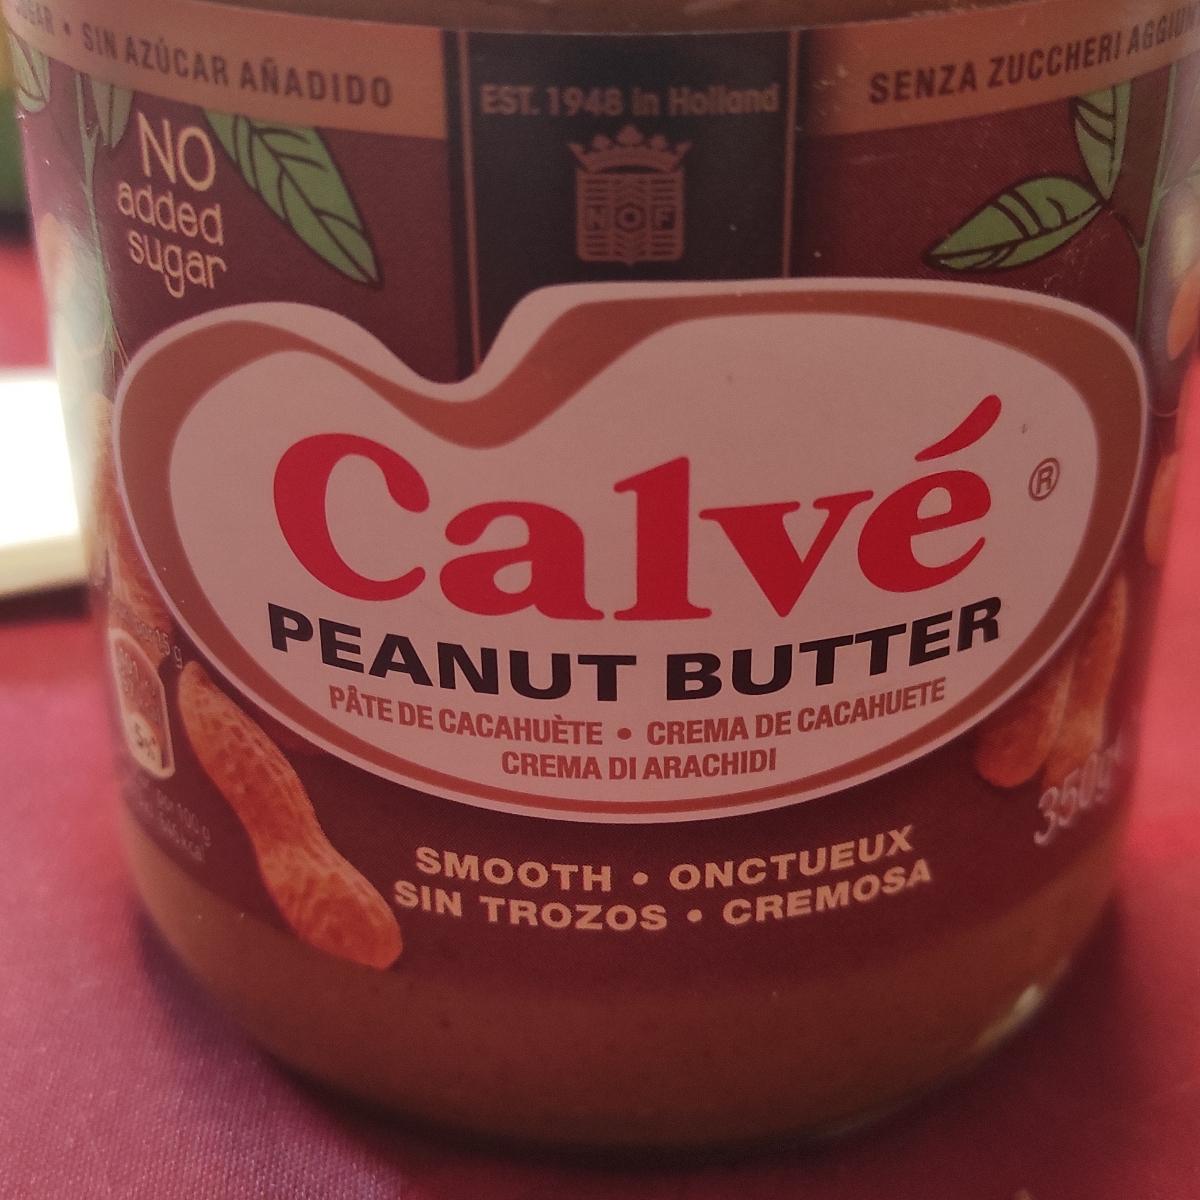 SIN AZÚCAR AÑADIDO
EST. 1948 in Holland
SENZA ZUCCHERI
NO
added
sugar
NOF
Calvé ®
PEANUT BUTTER
PÂTE DE CACAHUÈTE • CREMA DE CACAHUETE
CREMA DI ARACHIDI
350g
SMOOTH • ONCTUEUX
SIN TROZOS • CREMOSA